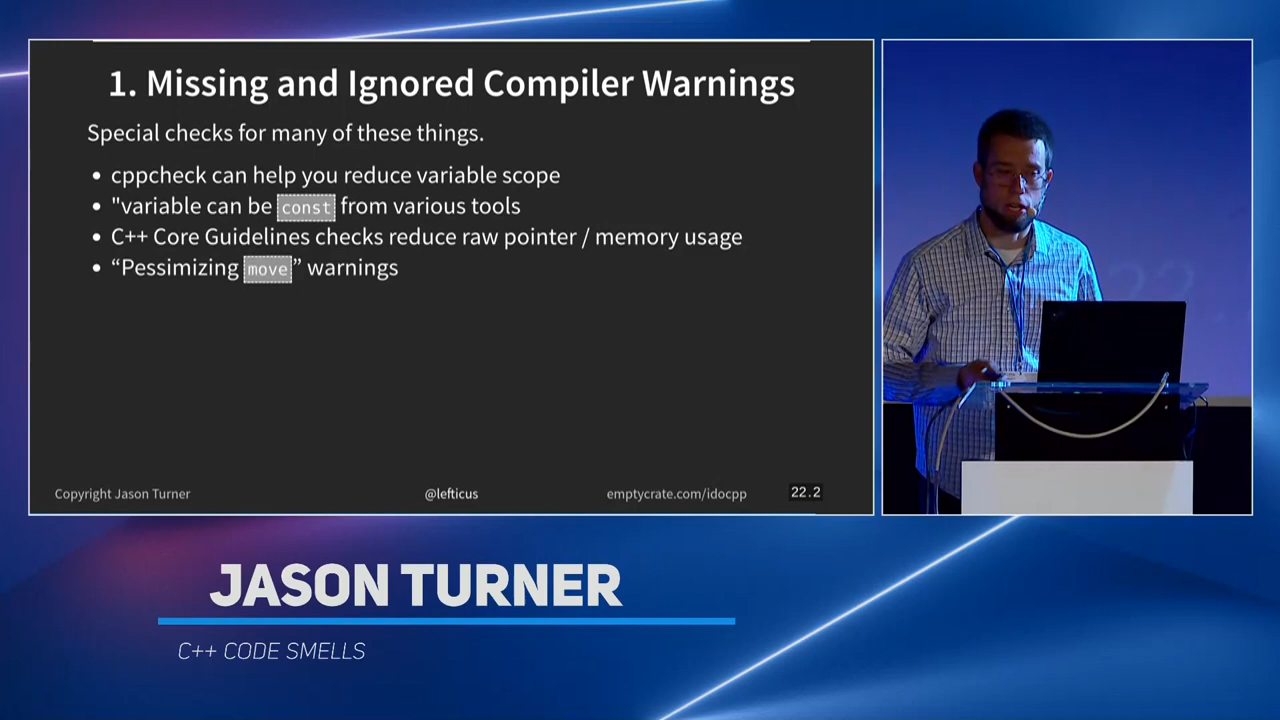 1. Missing and Ignored Compiler Warnings
Special checks for many of these things.
• cppcheck can help you reduce variable scope
• "variable can be const from various tools
• C++ Core Guidelines checks reduce raw pointer / memory usage
• “Pessimizing move” warnings
Copyright Jason Turner
@lefticus
emptycrate.com/idocpp
22.2
JASON TURNER
C++ CODE SMELLS